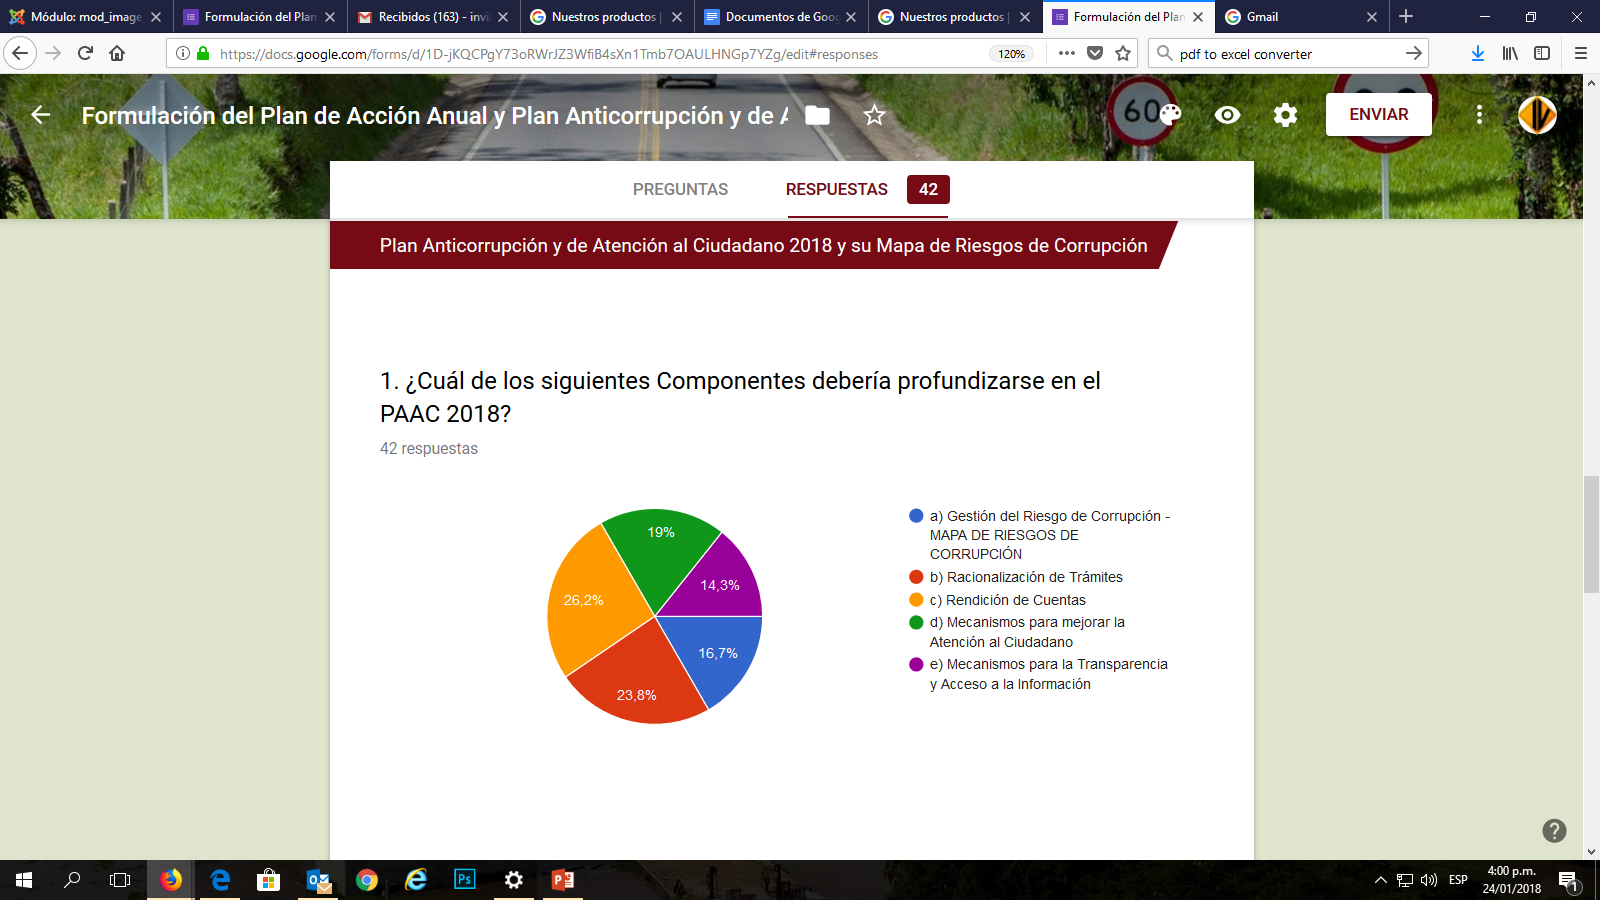 Módulo: mod_image
Formulación del Plan
Recibidos (163) - invi
Nuestros productos |
Documentos de Goo
Nuestros productos |
Formulación del Plan
Gmail
https://docs.google.com/forms/d/1D-jKQCPgY73oRWrJZ3WfiB4sXn1Tmb7OAULHNGp7YZg/edit#responses
120%
pdf to excel converter
Formulación del Plan de Acción Anual y Plan Anticorrupción y de A
60
ENVIAR
PREGUNTAS
RESPUESTAS 42
Plan Anticorrupción y de Atención al Ciudadano 2018 y su Mapa de Riesgos de Corrupción
1. ¿Cuál de los siguientes Componentes debería profundizarse en el
PAAC 2018?
42 respuestas
19%
14,3%
26,2%
16,7%
23,8%
a) Gestión del Riesgo de Corrupción -
MAPA DE RIESGOS DE
CORRUPCIÓN
b) Racionalización de Trámites
c) Rendición de Cuentas
d) Mecanismos para mejorar la
Atención al Ciudadano
e) Mecanismos para la Transparencia
y Acceso a la Información
Ps
ESP
4:00 p.m.
24/01/2018
1